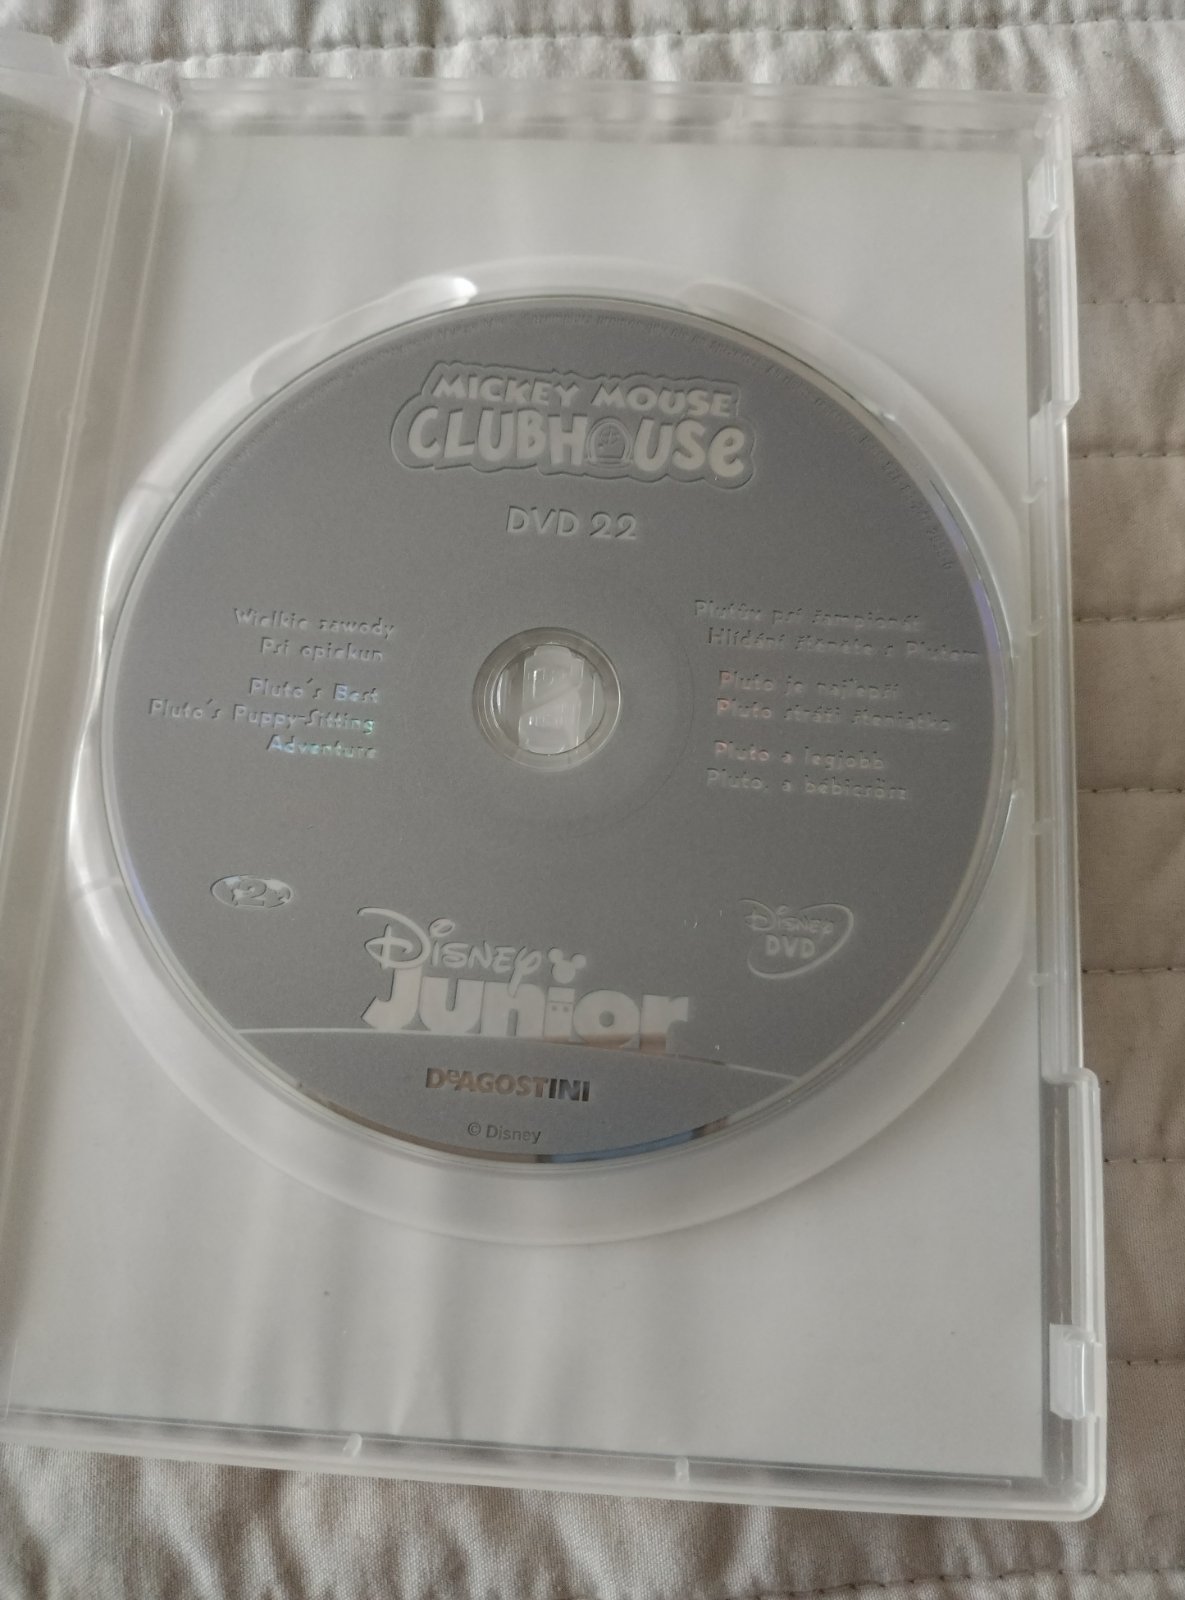 MICKEY MOUSE
CLUBHOUSE
DVD 22
Wielkie zawody
Psi opiekun
Pluto's Best
Pluto's Puppy-Sitting
Adventure
Plutův psí šampionát
Hlídání štěněte s Plutem
Pluto je najlepší
Pluto stráži šteniatko
Pluto a legjobb
Pluto, a bébicsősz
2
Disney
DVD
Disney
Junior
DeAGOSTINI
© Disney